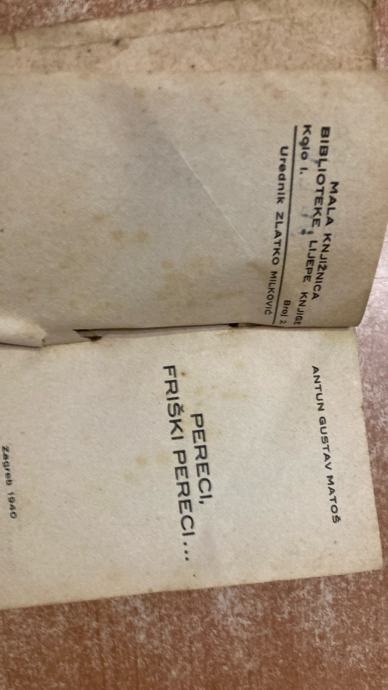 MALA KNJIŽNICA
BIBLIOTEKE „LIJEPE KNJIGE
Kolo I. Broj 2
Urednik ZLATKO MILKOVIĆ
ANTUN GUSTAV MATOŠ
PERECI,
FRIŠKI PERECI...
Zagreb 1940